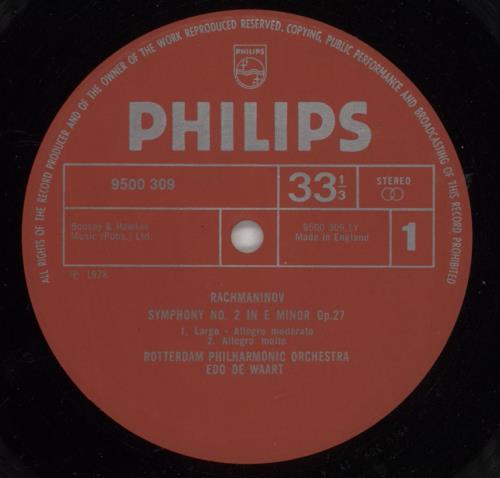 ALL RIGHTS OF THE RECORD PRODUCER AND OF THE OWNER OF THE WORK REPRODUCED RESERVED. COPYING, PUBLIC PERFORMANCE AND BROADCASTING OF THIS RECORD PROHIBITED
PHILIPS
PHILIPS
9500 309
33 1/3
STEREO
Boosey & Hawkes
Music (Pubs.) Ltd.
9500 309.1Y
Made in England
1
℗ 1978
RACHMANINOV
SYMPHONY NO. 2 IN E MINOR Op.27
1. Largo - Allegro moderato
2. Allegro molto
ROTTERDAM PHILHARMONIC ORCHESTRA
EDO DE WAART